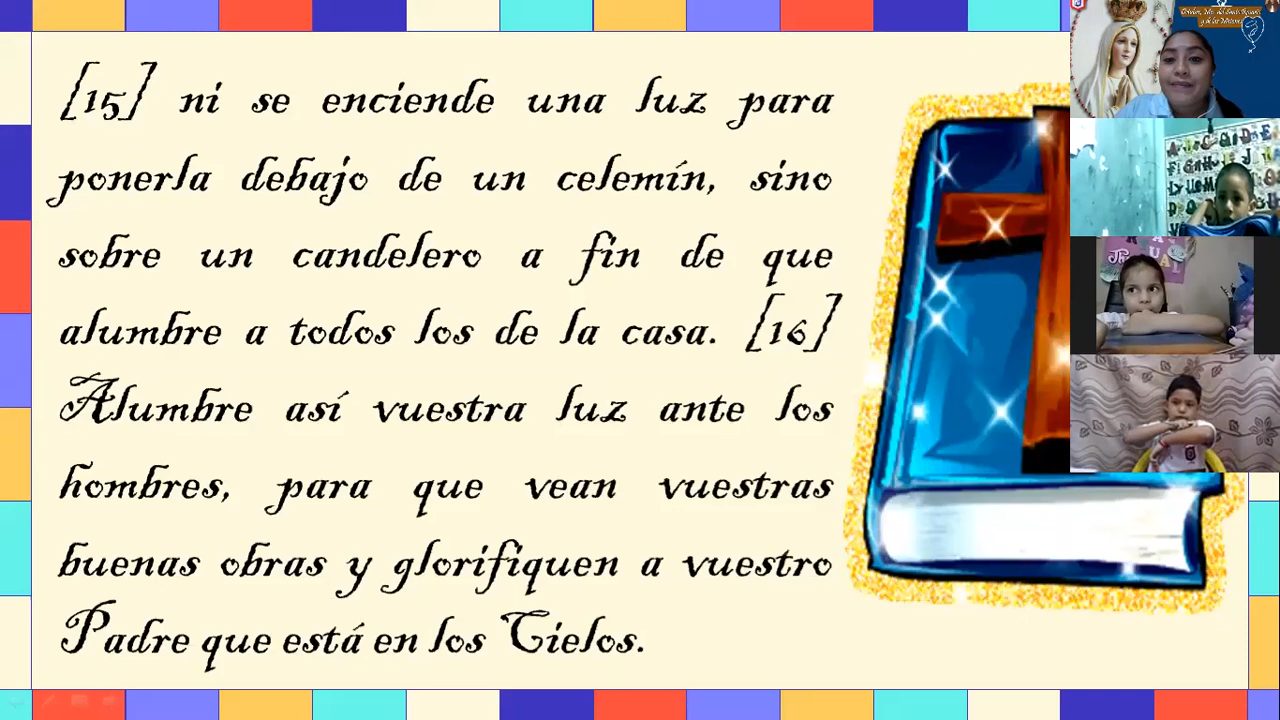 [15] ni se enciende una luz para
ponerla debajo de un celemín, sino
sobre un candelero a fin de que
alumbre a todos los de la casa. [16]
Alumbre así vuestra luz ante los
hombres, para que vean vuestras
buenas obras y glorifiquen a vuestro
Padre que está en los Cielos.